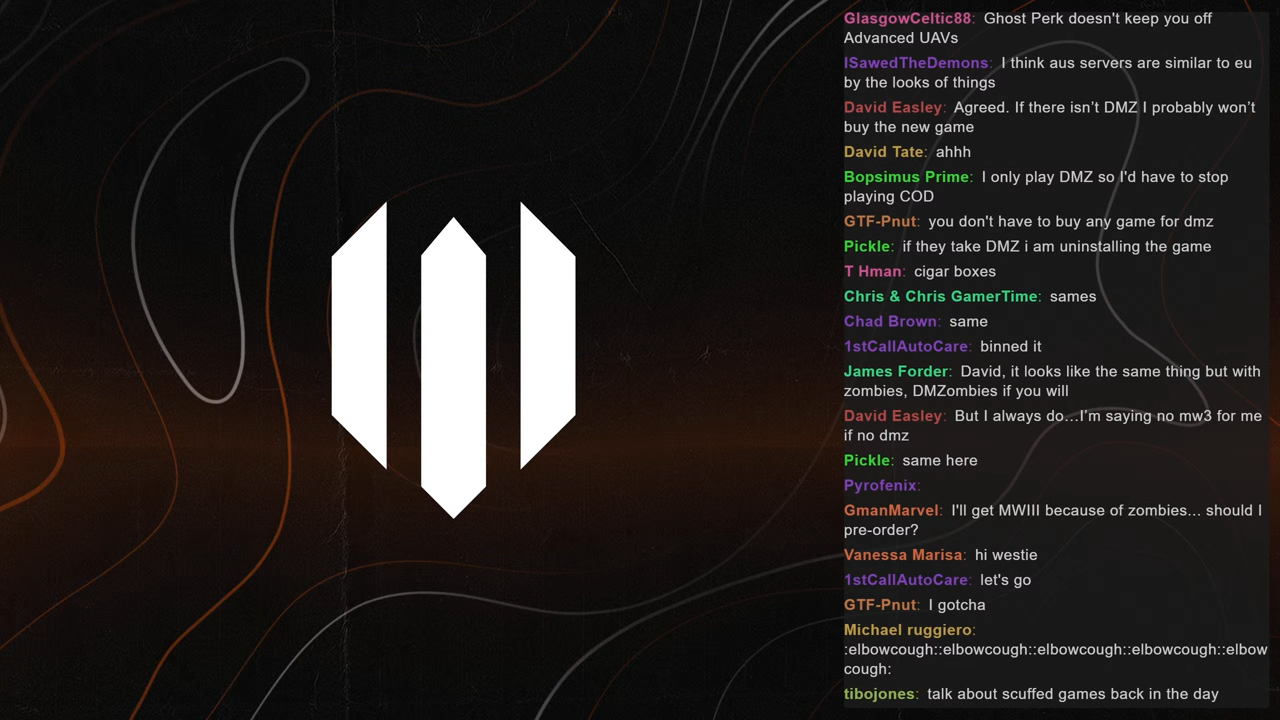 GlasgowCeltic88: Ghost Perk doesn't keep you off
Advanced UAVs
ISawedTheDemons: I think aus servers are similar to eu
by the looks of things
David Easley: Agreed. If there isn’t DMZ I probably won’t
buy the new game
David Tate: ahhh
Bopsimus Prime: I only play DMZ so I'd have to stop
playing COD
GTF-Pnut: you don't have to buy any game for dmz
Pickle: if they take DMZ i am uninstalling the game
T Hman: cigar boxes
Chris & Chris GamerTime: sames
Chad Brown: same
1stCallAutoCare: binned it
James Forder: David, it looks like the same thing but with
zombies, DMZombies if you will
David Easley: But I always do…I’m saying no mw3 for me
if no dmz
Pickle: same here
Pyrofenix:
GmanMarvel: I'll get MWIII because of zombies... should I
pre-order?
Vanessa Marisa: hi westie
1stCallAutoCare: let's go
GTF-Pnut: I gotcha
Michael ruggiero:
:elbowcough::elbowcough::elbowcough::elbowcough::elbow
cough:
tibojones: talk about scuffed games back in the day